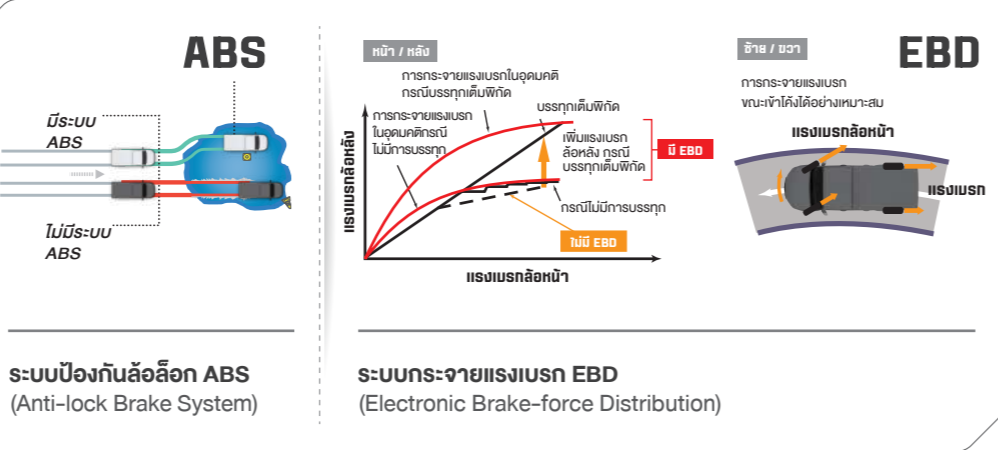 ABS
มีระบบ
ABS
ไม่มีระบบ
ABS
ระบบป้องกันล้อล็อก ABS
(Anti-lock Brake System)
หน้า / หลัง
การกระจายแรงเบรกในอุดมคติ
กรณีบรรทุกเต็มพิกัด
การกระจายแรงเบรก
ในอุดมคติกรณี
ไม่มีการบรรทุก
บรรทุกเต็มพิกัด
เพิ่มแรงเบรก
ล้อหลัง กรณี
บรรทุกเต็มพิกัด
มี EBD
กรณีไม่มีการบรรทุก
ไม่มี EBD
แรงเบรกล้อหลัง
แรงเบรกล้อหน้า
EBD
ซ้าย / ขวา
การกระจายแรงเบรก
ขณะเข้าโค้งได้อย่างเหมาะสม
แรงเบรกล้อหน้า
แรงเบรก
ระบบกระจายแรงเบรก EBD
(Electronic Brake-force Distribution)